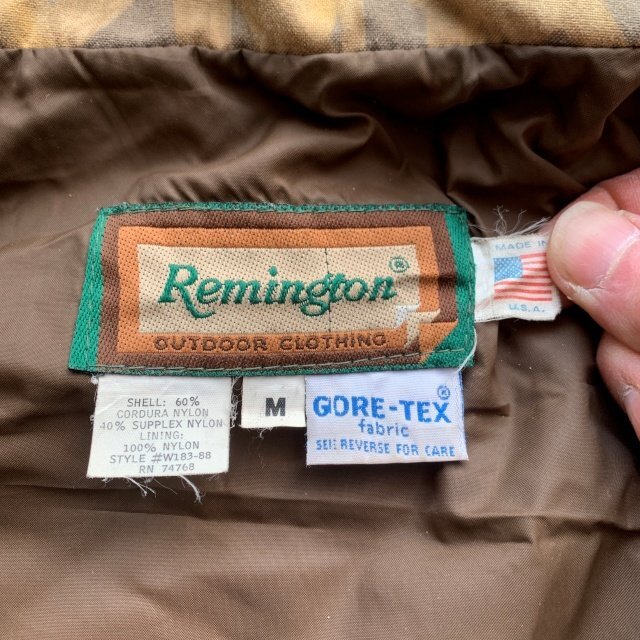 Remington®
OUTDOOR CLOTHING
MADE IN
U.S.A.
SHELL: 60%
CORDURA NYLON
40% SUPPLEX NYLON
LINING:
100% NYLON
STYLE #W183-88
RN 74768
M
GORE-TEX®
fabric
SEE REVERSE FOR CARE